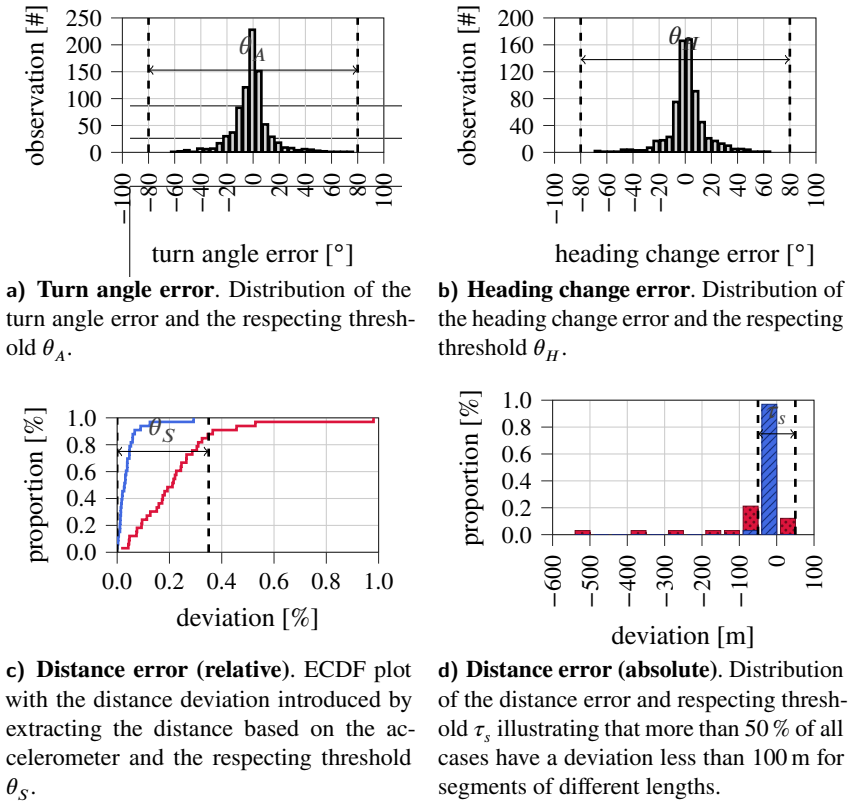 250
200
150
100
50
0
observation [#]
θA
−100
−80
−60
−40
−20
0
20
40
60
80
100
turn angle error [°]
a) Turn angle error. Distribution of the
turn angle error and the respecting thresh-
old θA.
200
160
120
80
40
0
observation [#]
θH
−100
−80
−60
−40
−20
0
20
40
60
80
100
heading change error [°]
b) Heading change error. Distribution of
the heading change error and the respecting
threshold θH.
1.0
0.8
0.6
0.4
0.2
0.0
proportion [%]
θS
0.0 0.2 0.4 0.6 0.8 1.0
deviation [%]
c) Distance error (relative). ECDF plot
with the distance deviation introduced by
extracting the distance based on the ac-
celerometer and the respecting threshold
θS.
1.0
0.8
0.6
0.4
0.2
0.0
proportion [%]
τs
−600
−500
−400
−300
−200
−100
0
100
deviation [m]
d) Distance error (absolute). Distribution
of the distance error and respecting thresh-
old τs illustrating that more than 50 % of all
cases have a deviation less than 100 m for
segments of different lengths.